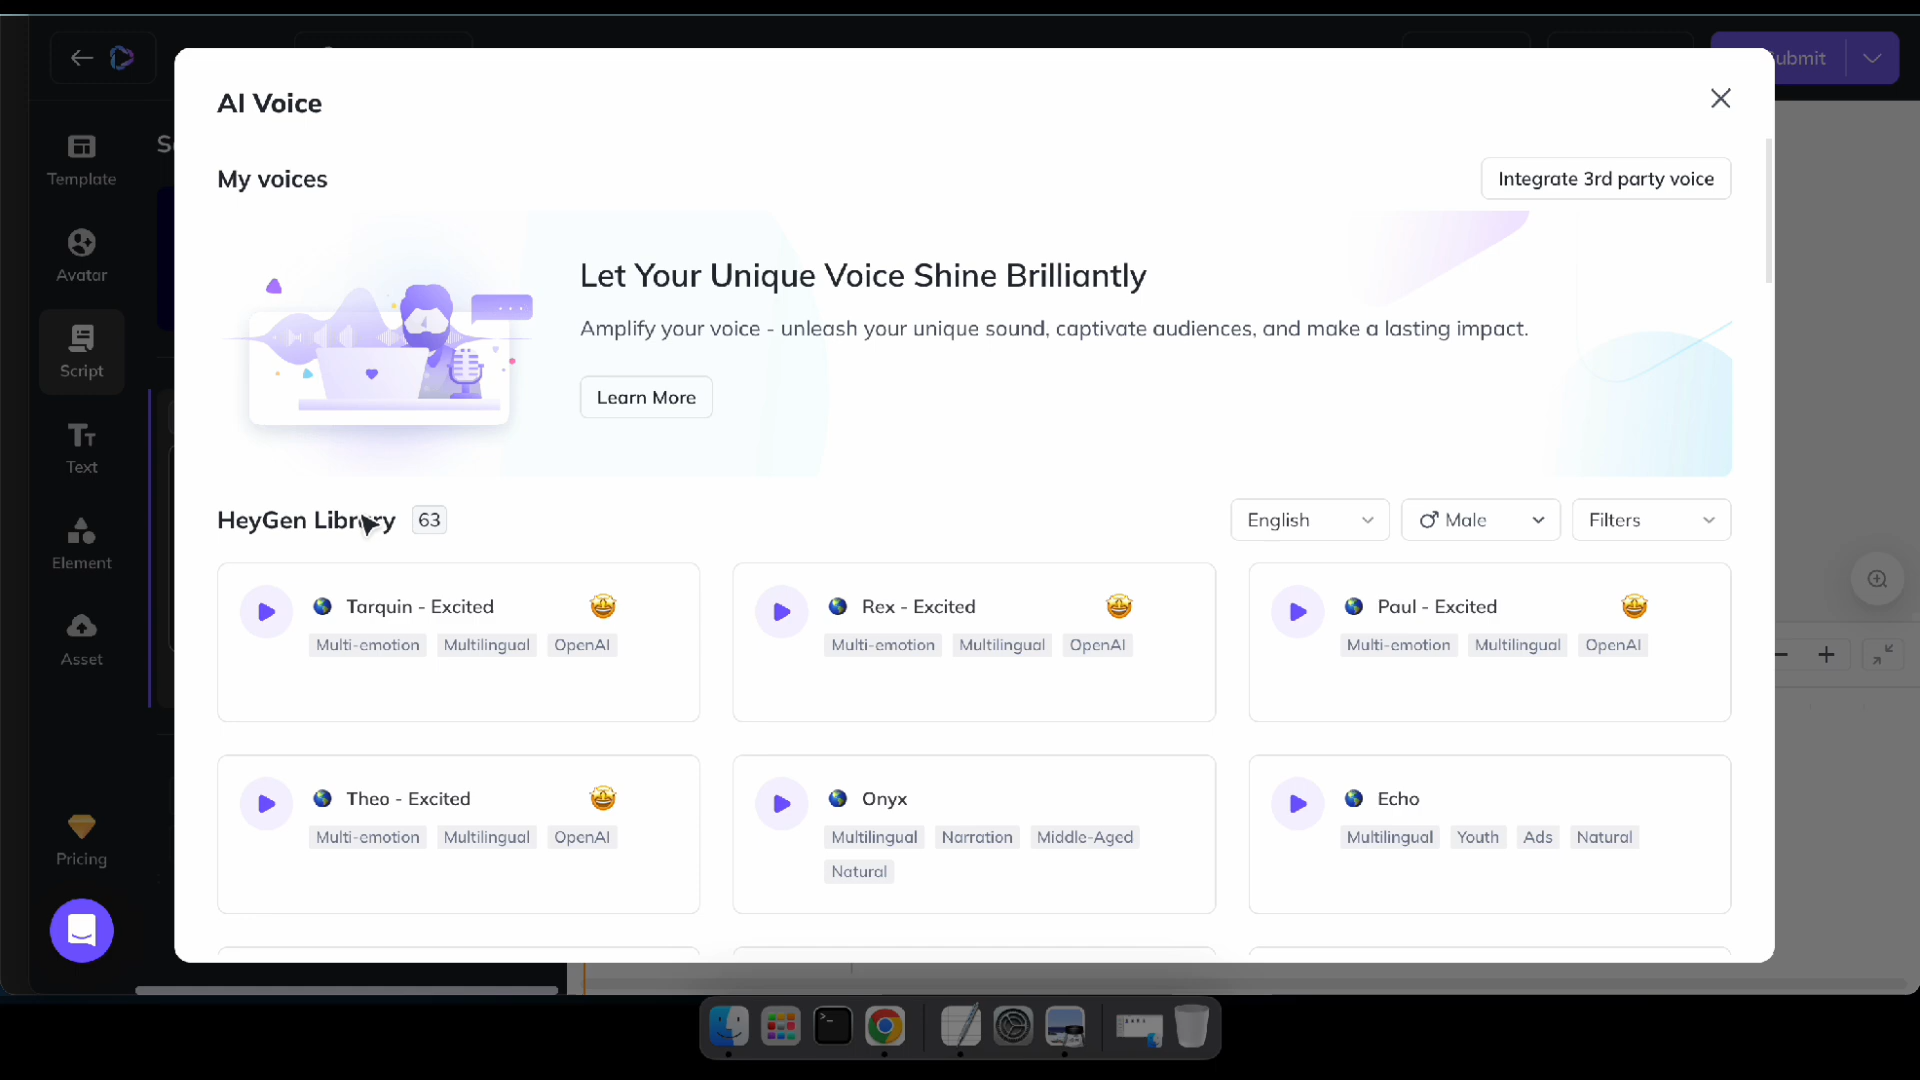 Submit
AI Voice
Template
My voices
Integrate 3rd party voice
Let Your Unique Voice Shine Brilliantly
Avatar
Amplify your voice - unleash your unique sound, captivate audiences, and make a lasting impact.
Script
Learn More
Text
HeyGen Library 63
English
Male
Filters
Element
Tarquin - Excited
Multi-emotion Multilingual OpenAI
Rex - Excited
Multi-emotion Multilingual OpenAI
Paul - Excited
Multi-emotion Multilingual OpenAI
Asset
Theo - Excited
Multi-emotion Multilingual OpenAI
Onyx
Multilingual Narration Middle-Aged
Natural
Echo
Multilingual Youth Ads Natural
Pricing